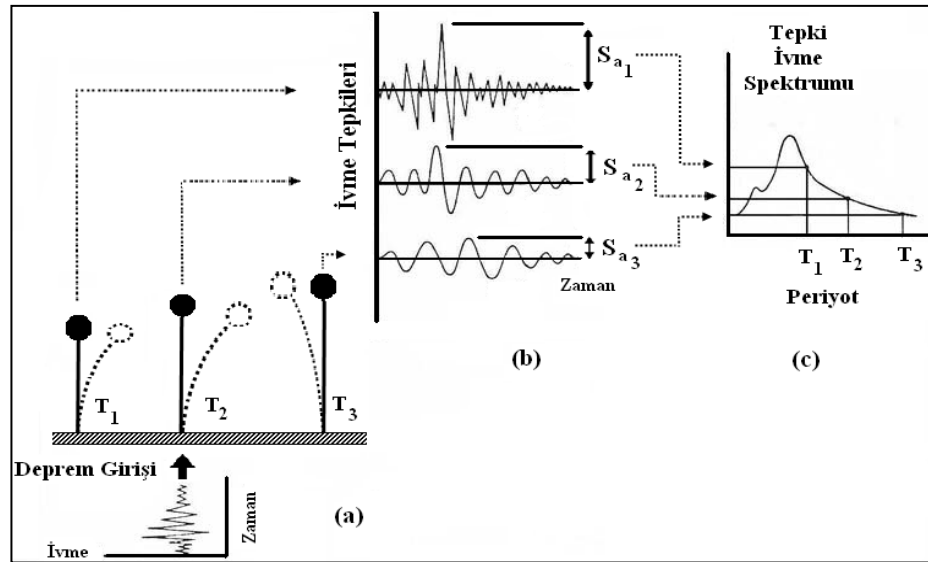 T1
T2
T3
Deprem Girişi
İvme
Zaman
(a)
İvme Tepkileri
Sa1
Sa2
Sa3
Zaman
(b)
Tepki
İvme
Spektrumu
T1
T2
T3
Periyot
(c)